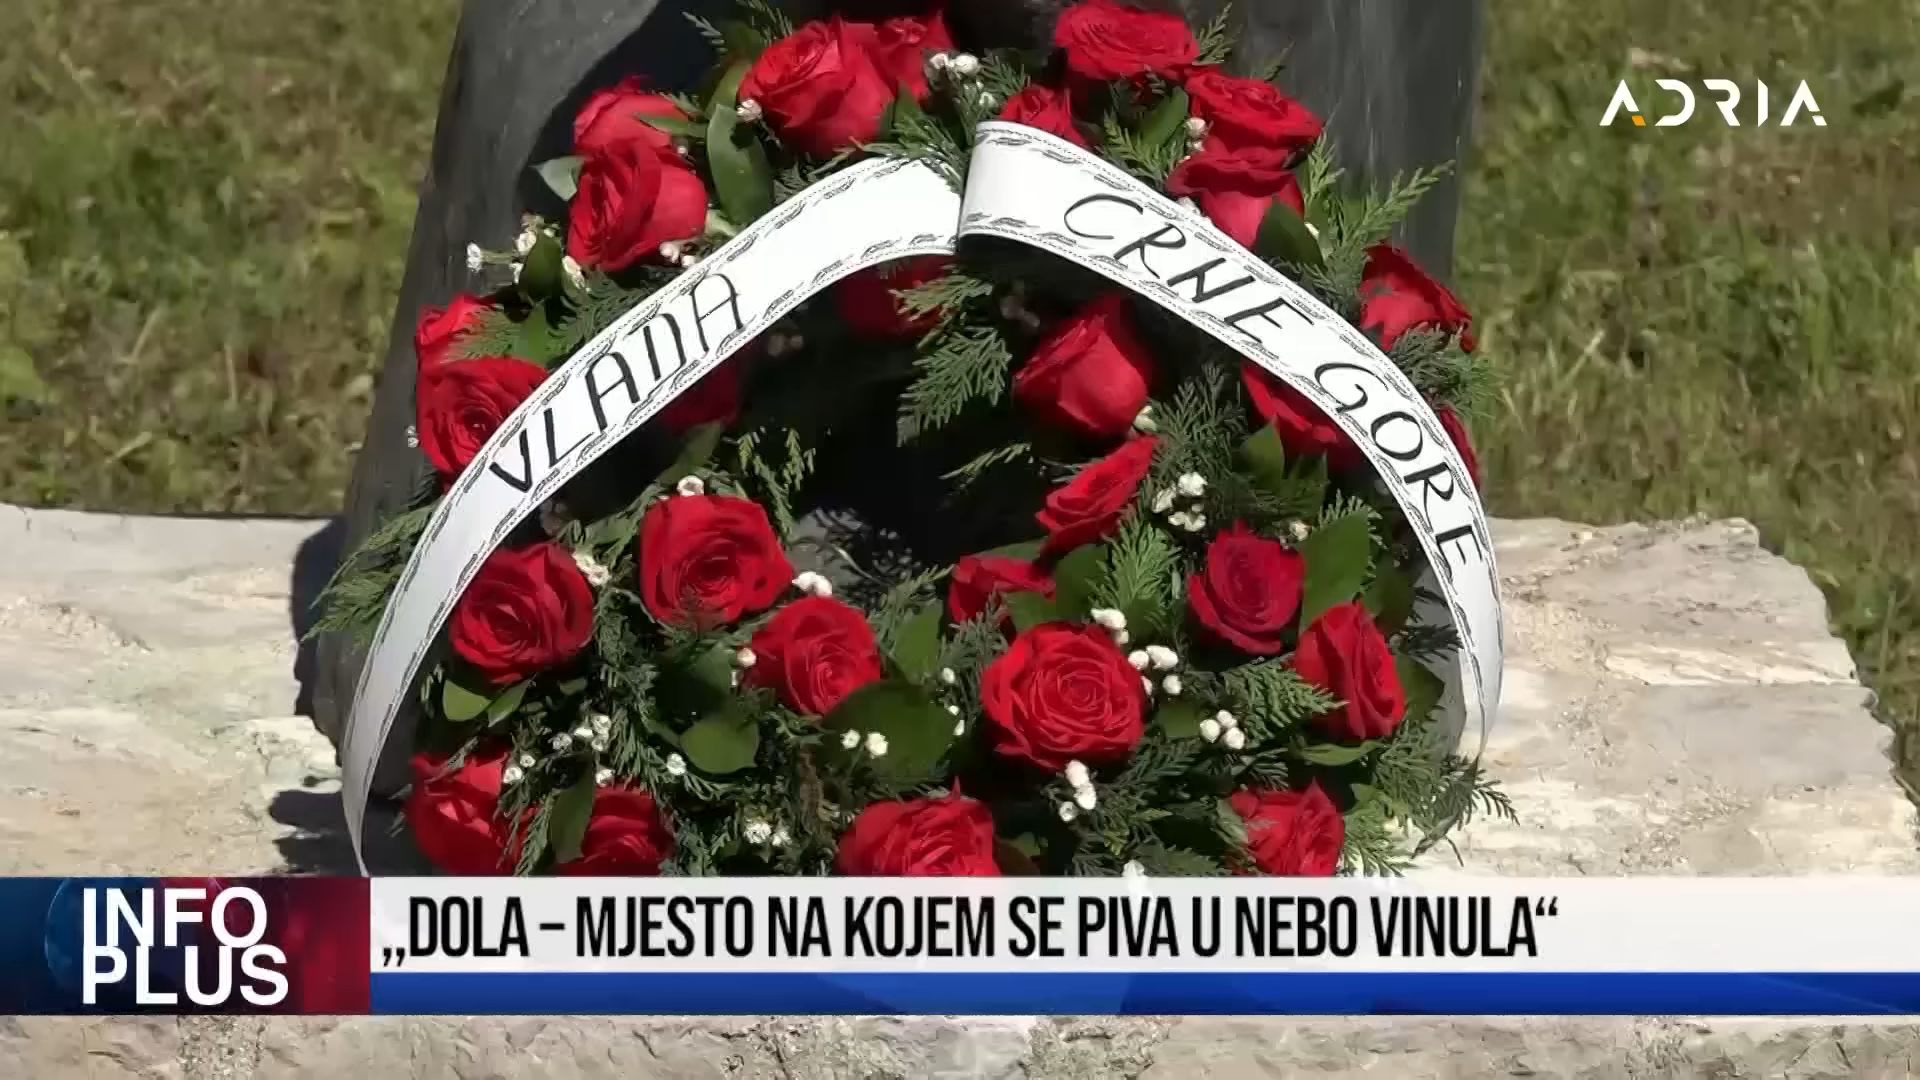 ADRIA
VLADA CRNE GORE
INFO
PLUS
„DOLA – MJESTO NA KOJEM SE PIVA U NEBO VINULA“